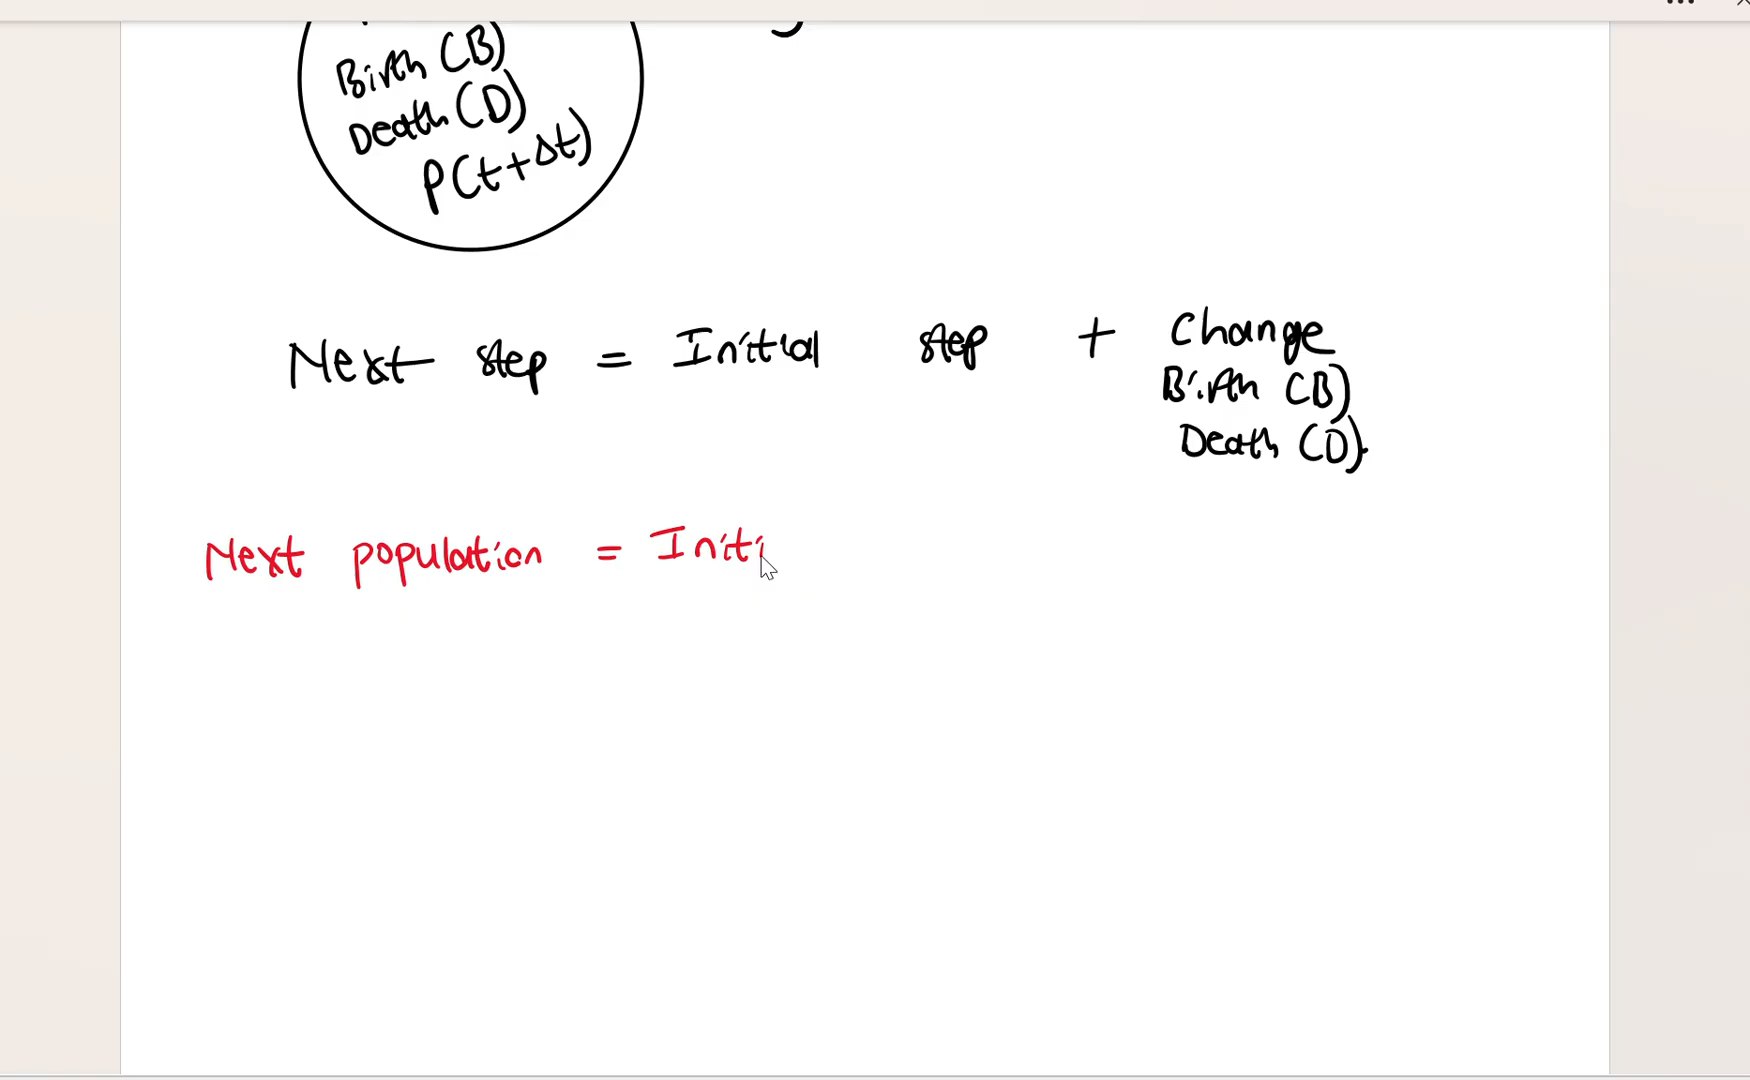 Birth (B)
Death (D)
P(t+Δt)
Next step = Initial step + Change
Birth (B)
Death (D).
Next population = Initi